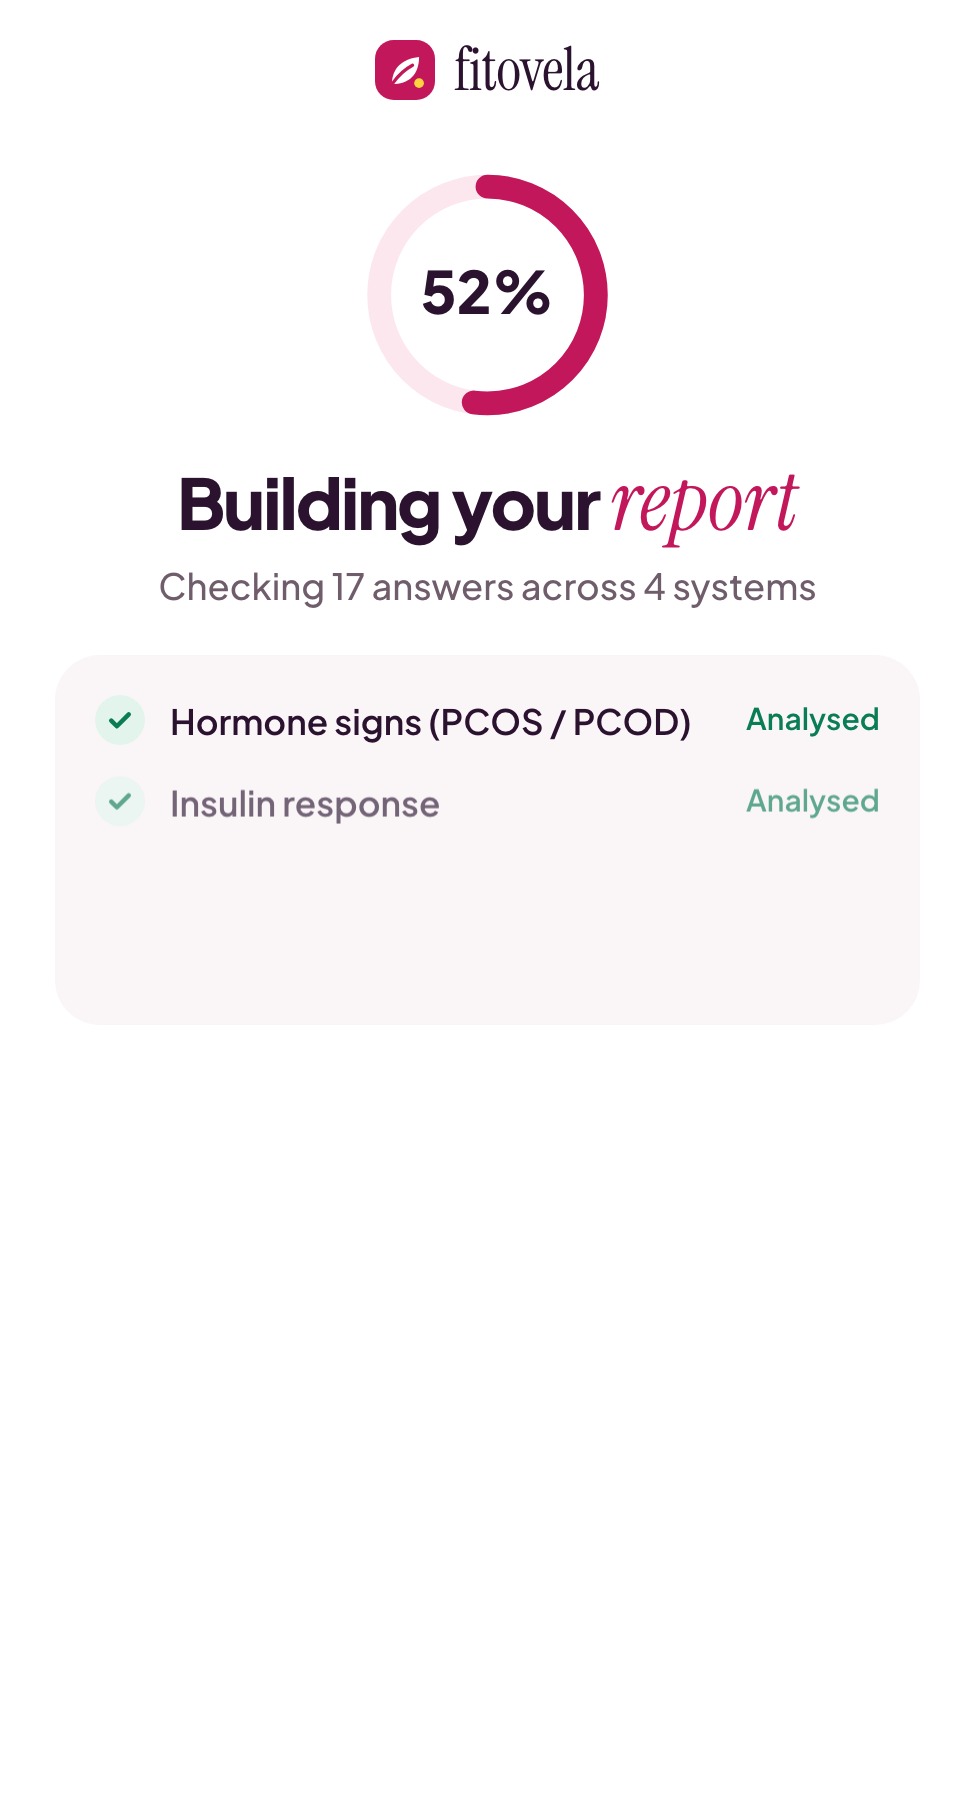 fitovela
52%
Building your report
Checking 17 answers across 4 systems
Hormone signs (PCOS / PCOD) Analysed
Insulin response Analysed